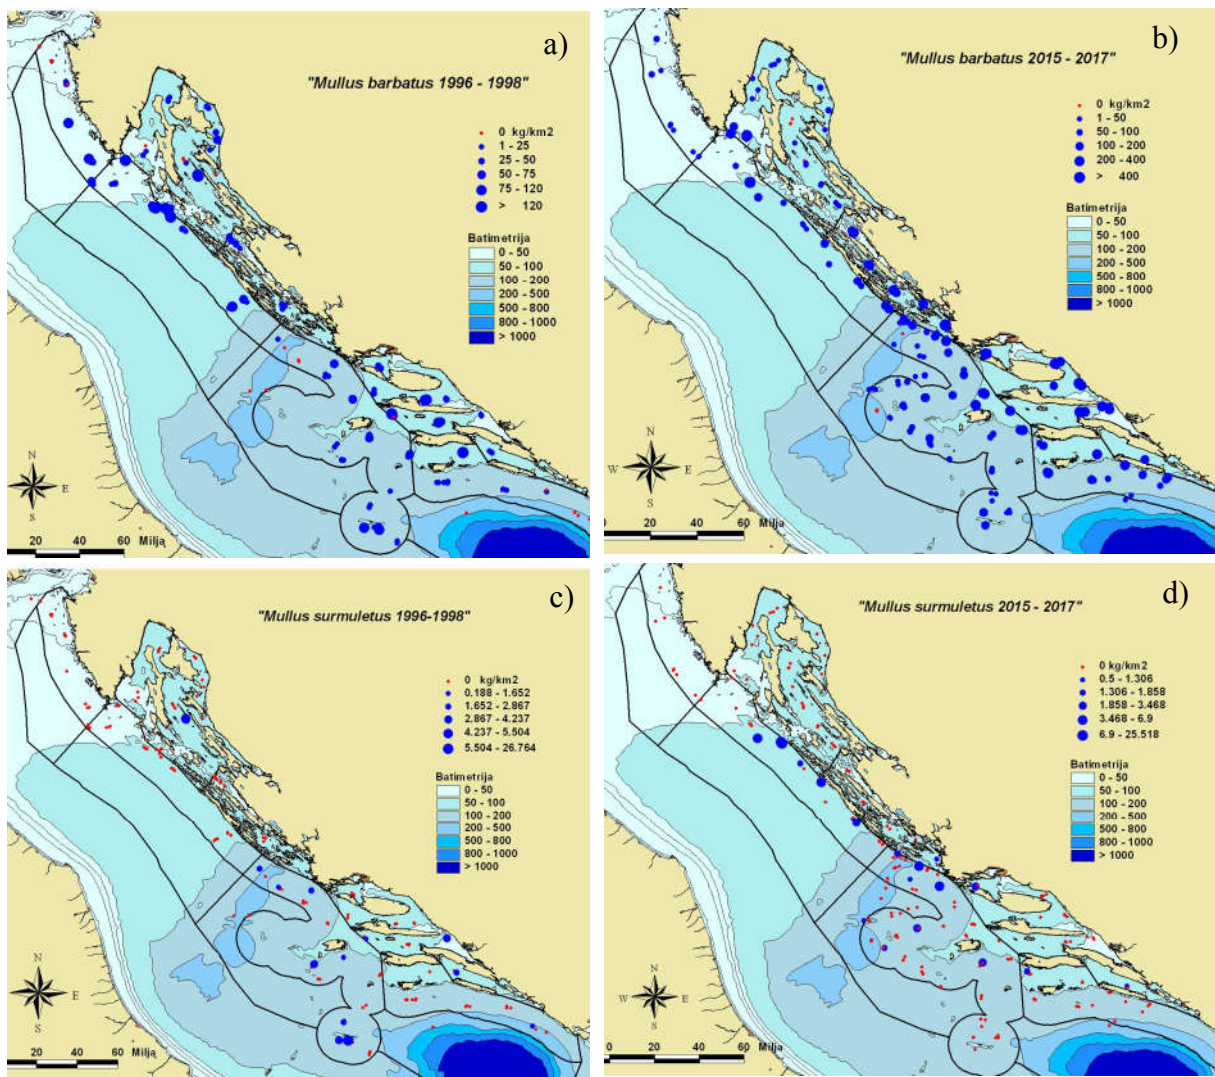 a)
"Mullus barbatus 1996 - 1998"
0 kg/km2
1 - 25
25 - 50
50 - 75
75 - 120
> 120
Batimetrija
0 - 50
50 - 100
100 - 200
200 - 500
500 - 800
800 - 1000
> 1000
N
E
S
20 40 60 Milja
b)
"Mullus barbatus 2015 - 2017"
0 kg/km2
1 - 50
50 - 100
100 - 200
200 - 400
> 400
Batimetrija
0 - 50
50 - 100
100 - 200
200 - 500
500 - 800
800 - 1000
> 1000
N
W E
S
0 20 40 60 Milja
c)
"Mullus surmuletus 1996-1998"
0 kg/km2
0.188 - 1.652
1.652 - 2.867
2.867 - 4.237
4.237 - 5.504
5.504 - 26.764
Batimetrija
0 - 50
50 - 100
100 - 200
200 - 500
500 - 800
800 - 1000
> 1000
N
E
S
20 40 60 Milja
d)
"Mullus surmuletus 2015 - 2017"
0 kg/km2
0.5 - 1.306
1.306 - 1.858
1.858 - 3.468
3.468 - 6.9
6.9 - 25.518
Batimetrija
0 - 50
50 - 100
100 - 200
200 - 500
500 - 800
800 - 1000
> 1000
N
W E
S
0 20 40 60 Milja